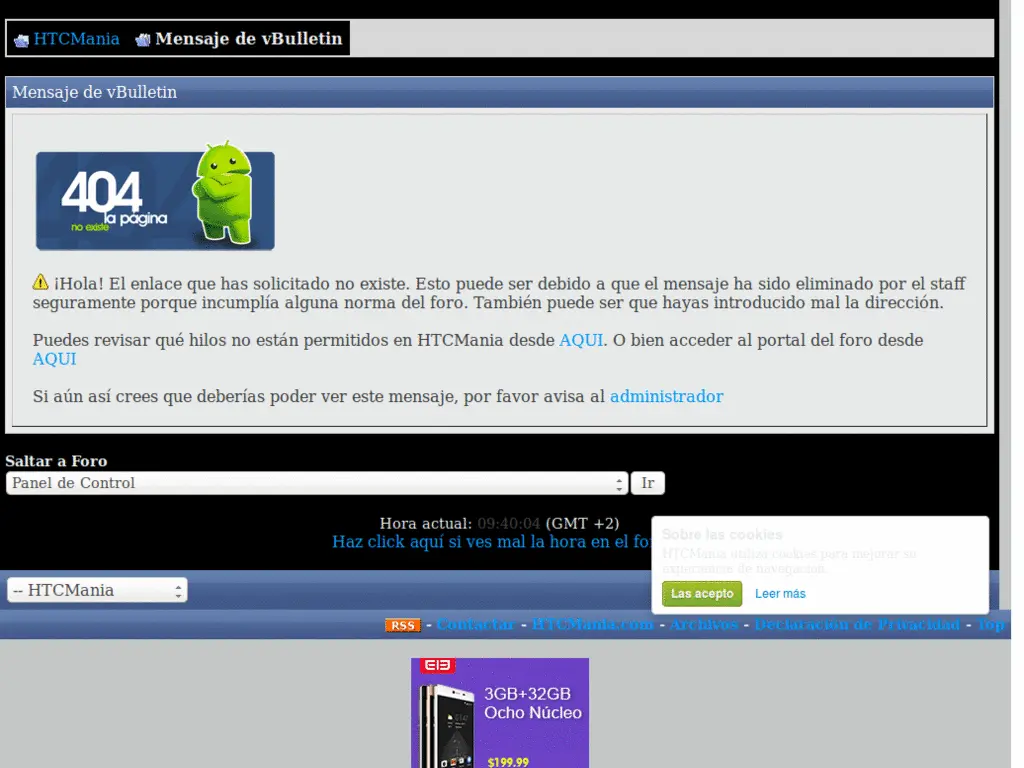 HTCMania Mensaje de vBulletin
Mensaje de vBulletin
404
la página
no existe
¡Hola! El enlace que has solicitado no existe. Esto puede ser debido a que el mensaje ha sido eliminado por el staff
seguramente porque incumplía alguna norma del foro. También puede ser que hayas introducido mal la dirección.
Puedes revisar qué hilos no están permitidos en HTCMania desde AQUI. O bien acceder al portal del foro desde
AQUI
Si aún así crees que deberías poder ver este mensaje, por favor avisa al administrador
Saltar a Foro
Panel de Control Ir
Hora actual: 09:40:04 (GMT +2)
Haz click aquí si ves mal la hora en el
Sobre las cookies
HTCMania utiliza cookies para mejorar su
experiencia de navegación.
Las acepto Leer más
-- HTCMania
RSS - Contactar - HTCMania.com - Archivos - Declaración de Privacidad - Top
3GB+32GB
Ocho Núcleo
$199.99